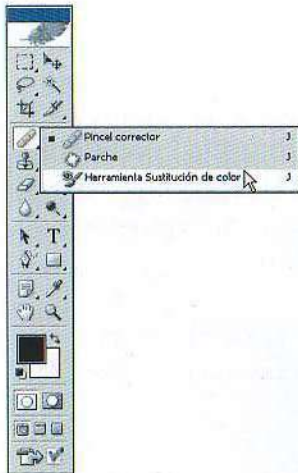 Pincel corrector J
Parche J
Herramienta Sustitución de color J
T